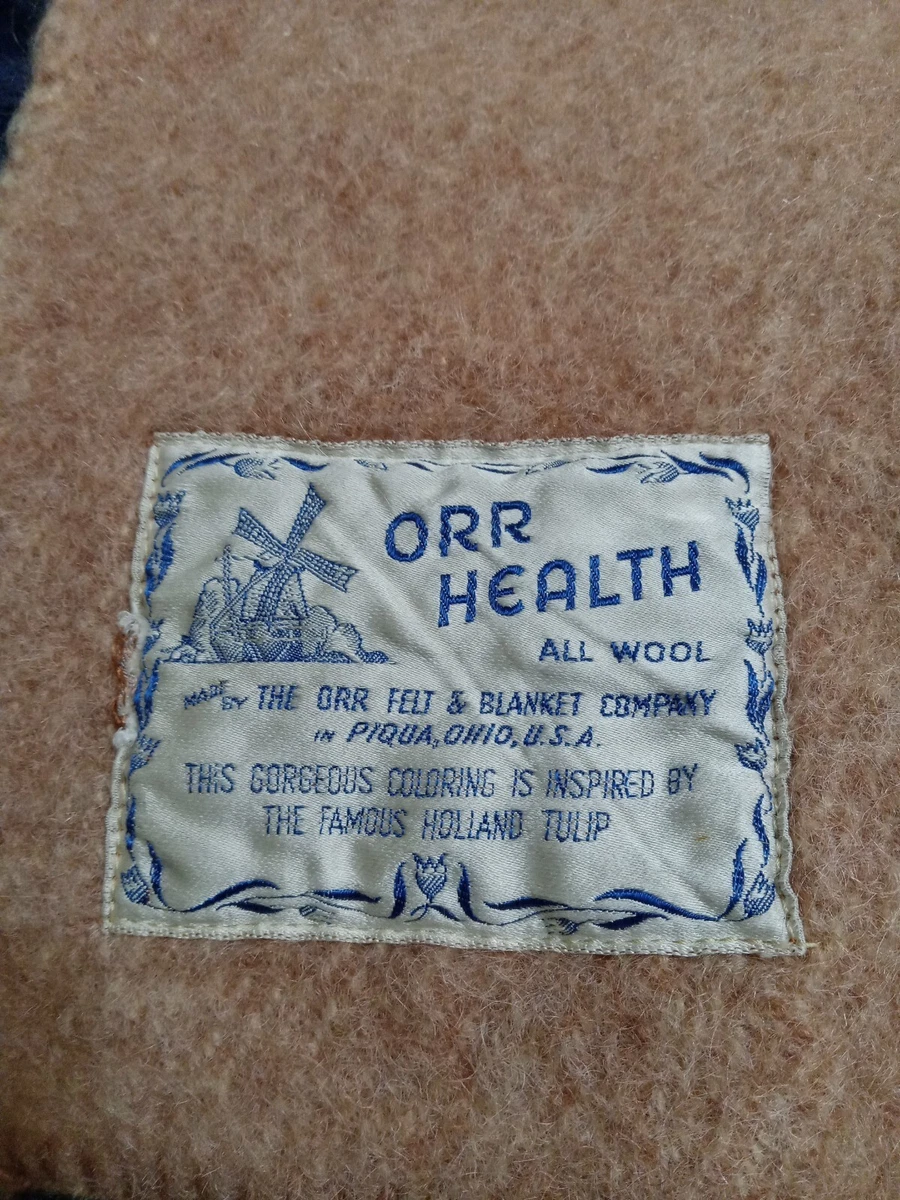 ORR
HEALTH
ALL WOOL
MADE BY THE ORR FELT & BLANKET COMPANY
IN PIQUA, OHIO, U.S.A.
THIS GORGEOUS COLORING IS INSPIRED BY
THE FAMOUS HOLLAND TULIP